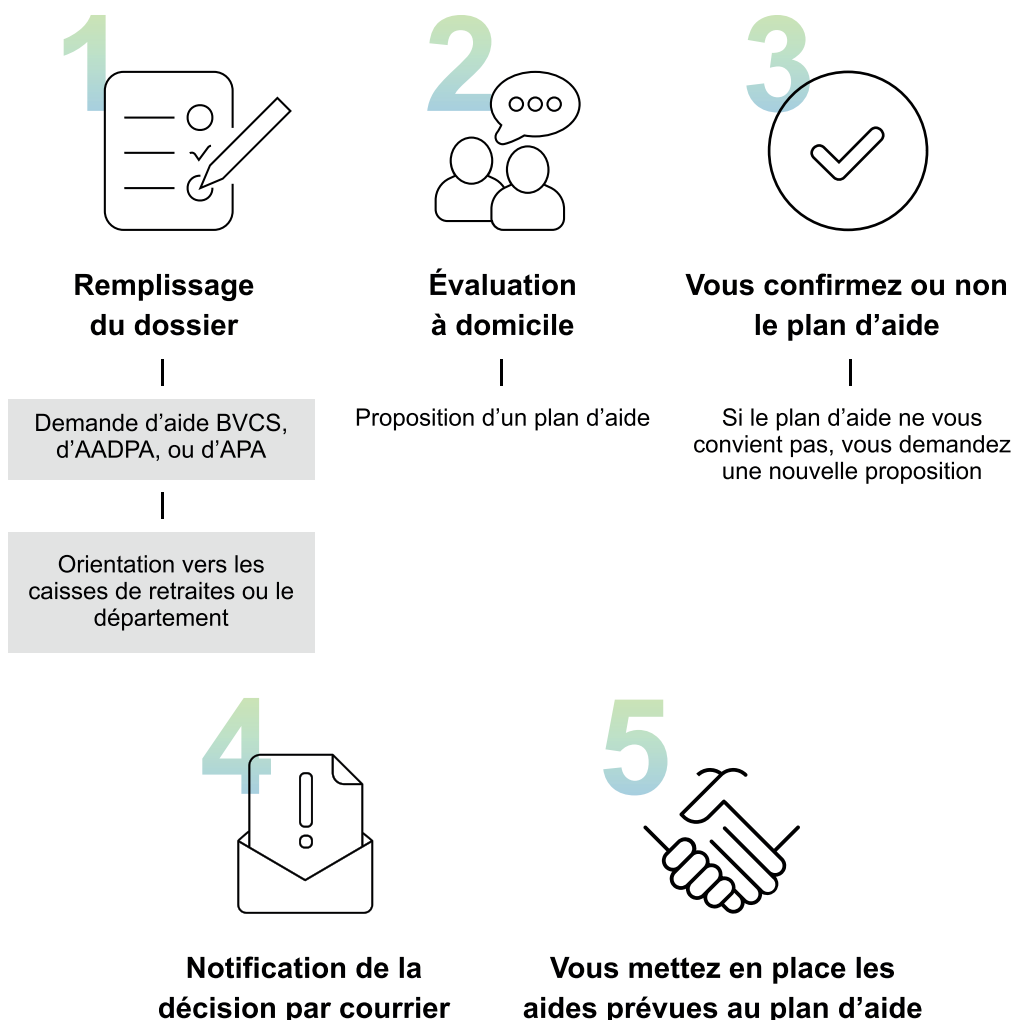 1
Remplissage
du dossier
Demande d’aide BVCS,
d’AADPA, ou d’APA
Orientation vers les
caisses de retraites ou le
département
2
Évaluation
à domicile
Proposition d’un plan d’aide
3
Vous confirmez ou non
le plan d’aide
Si le plan d’aide ne vous
convient pas, vous demandez
une nouvelle proposition
4
Notification de la
décision par courrier
5
Vous mettez en place les
aides prévues au plan d’aide